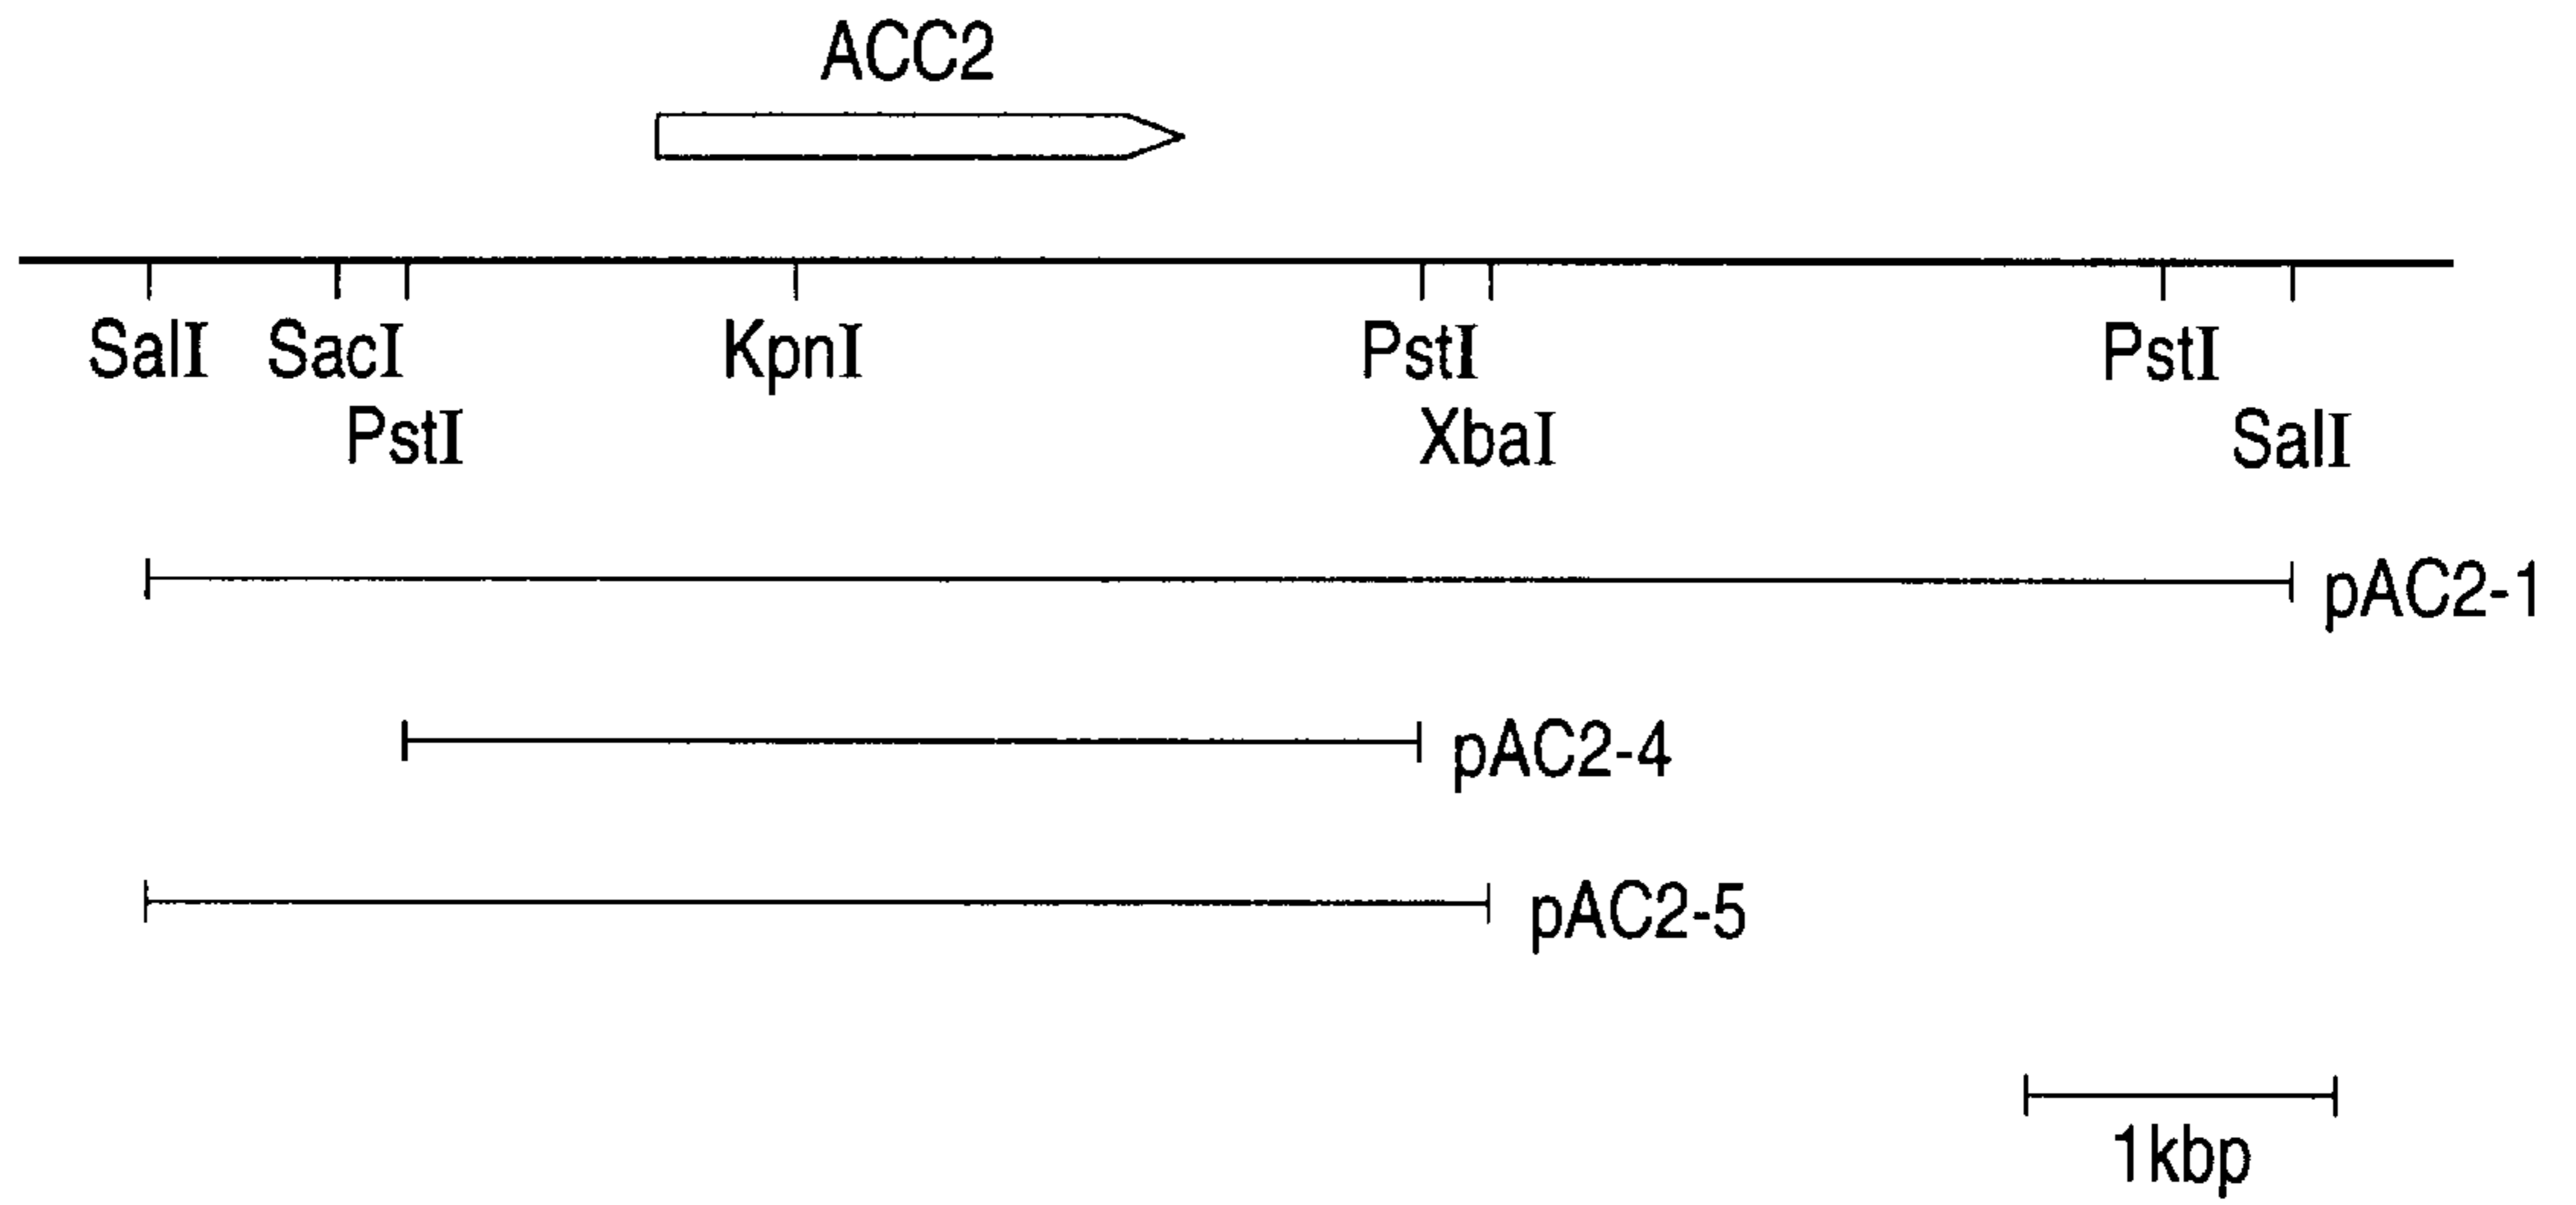 ACC2
SalI SacI KpnI PstI PstI
PstI XbaI SalI
pAC2-1
pAC2-4
pAC2-5
1kbp